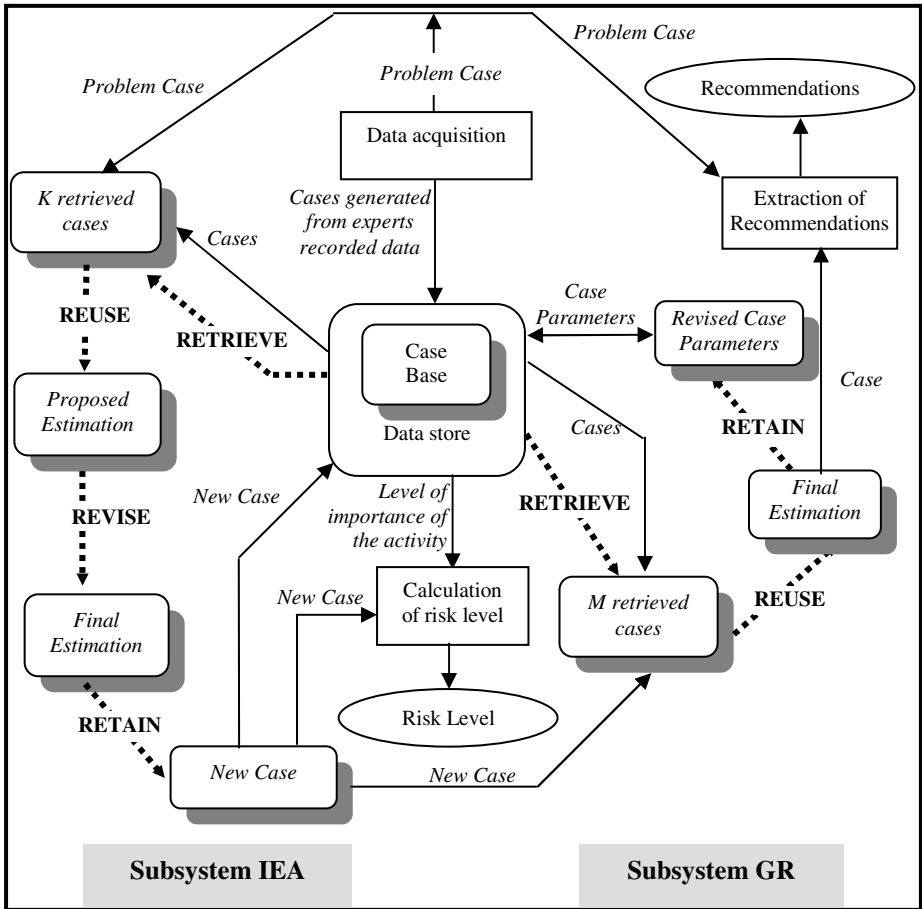 Problem Case
Problem Case
Problem Case
Recommendations
Data acquisition
K retrieved
cases
Cases generated
from experts
recorded data
Extraction of
Recommendations
Cases
REUSE
RETRIEVE
Case
Parameters
Revised Case
Parameters
Case
Base
Data store
Case
Proposed
Estimation
Cases
RETAIN
New Case
Level of
importance of
the activity
RETRIEVE
Final
Estimation
REVISE
New Case
Calculation
of risk level
M retrieved
cases
REUSE
Final
Estimation
RETAIN
Risk Level
New Case
New Case
Subsystem IEA
Subsystem GR